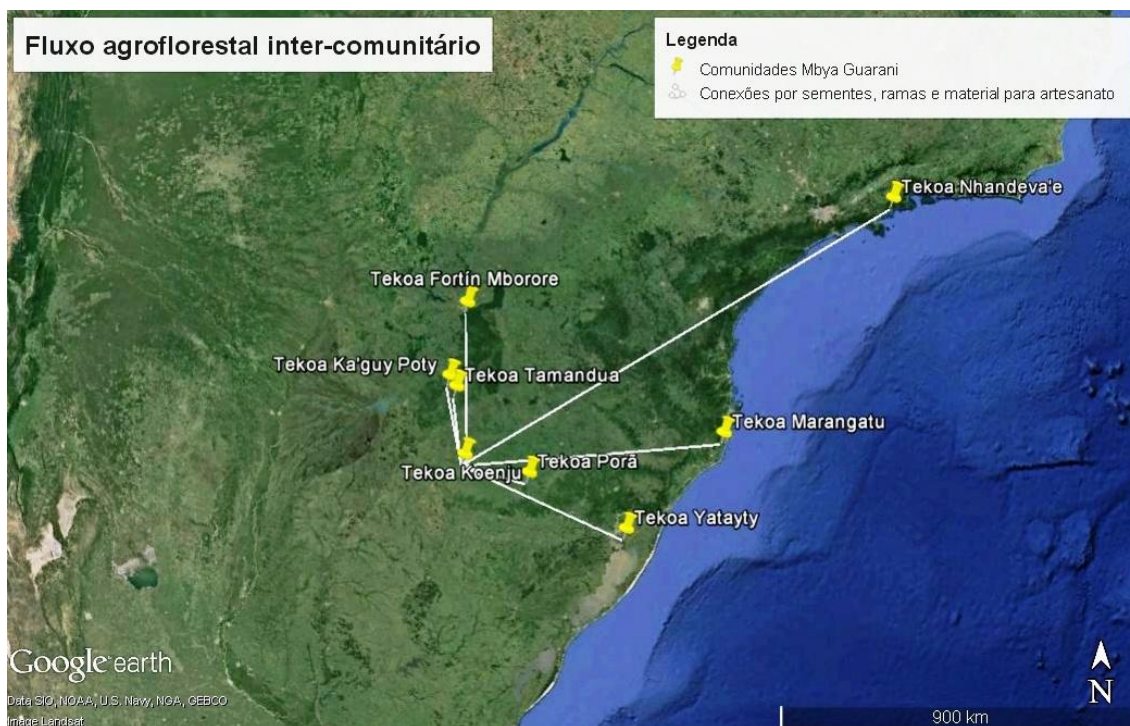 Fluxo agroflorestal inter-comunitário
Legenda
Comunidades Mbya Guarani
Conexões por sementes, ramas e material para artesanato
Tekoa Nhandeva'e
Tekoa Fortín Mborore
Tekoa Ka'guy Poty
Tekoa Tamandua
Tekoa Marangatu
Tekoa Koenju
Tekoa Porã
Tekoa Yatayty
Google earth
Data SIO, NOAA, U.S. Navy, NGA, GEBCO
Image Landsat
N
900 km